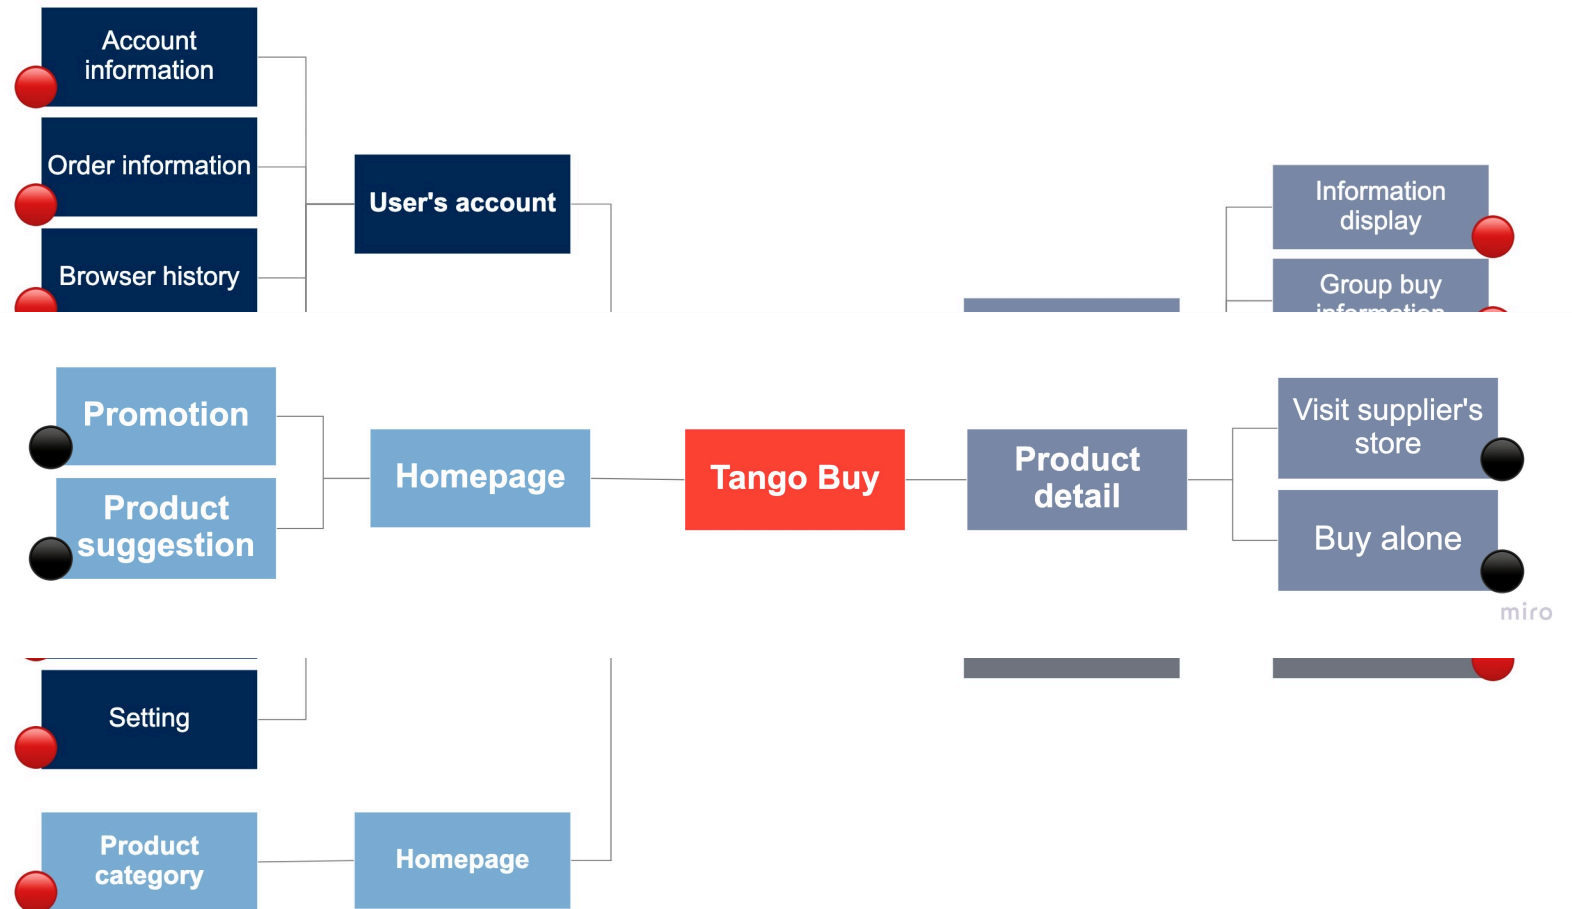 Account
information
Order information
User's account
Browser history
Information
display
Group buy
information
Promotion
Product
suggestion
Homepage
Tango Buy
Product
detail
Visit supplier's
store
Buy alone
miro
Setting
Product
category
Homepage